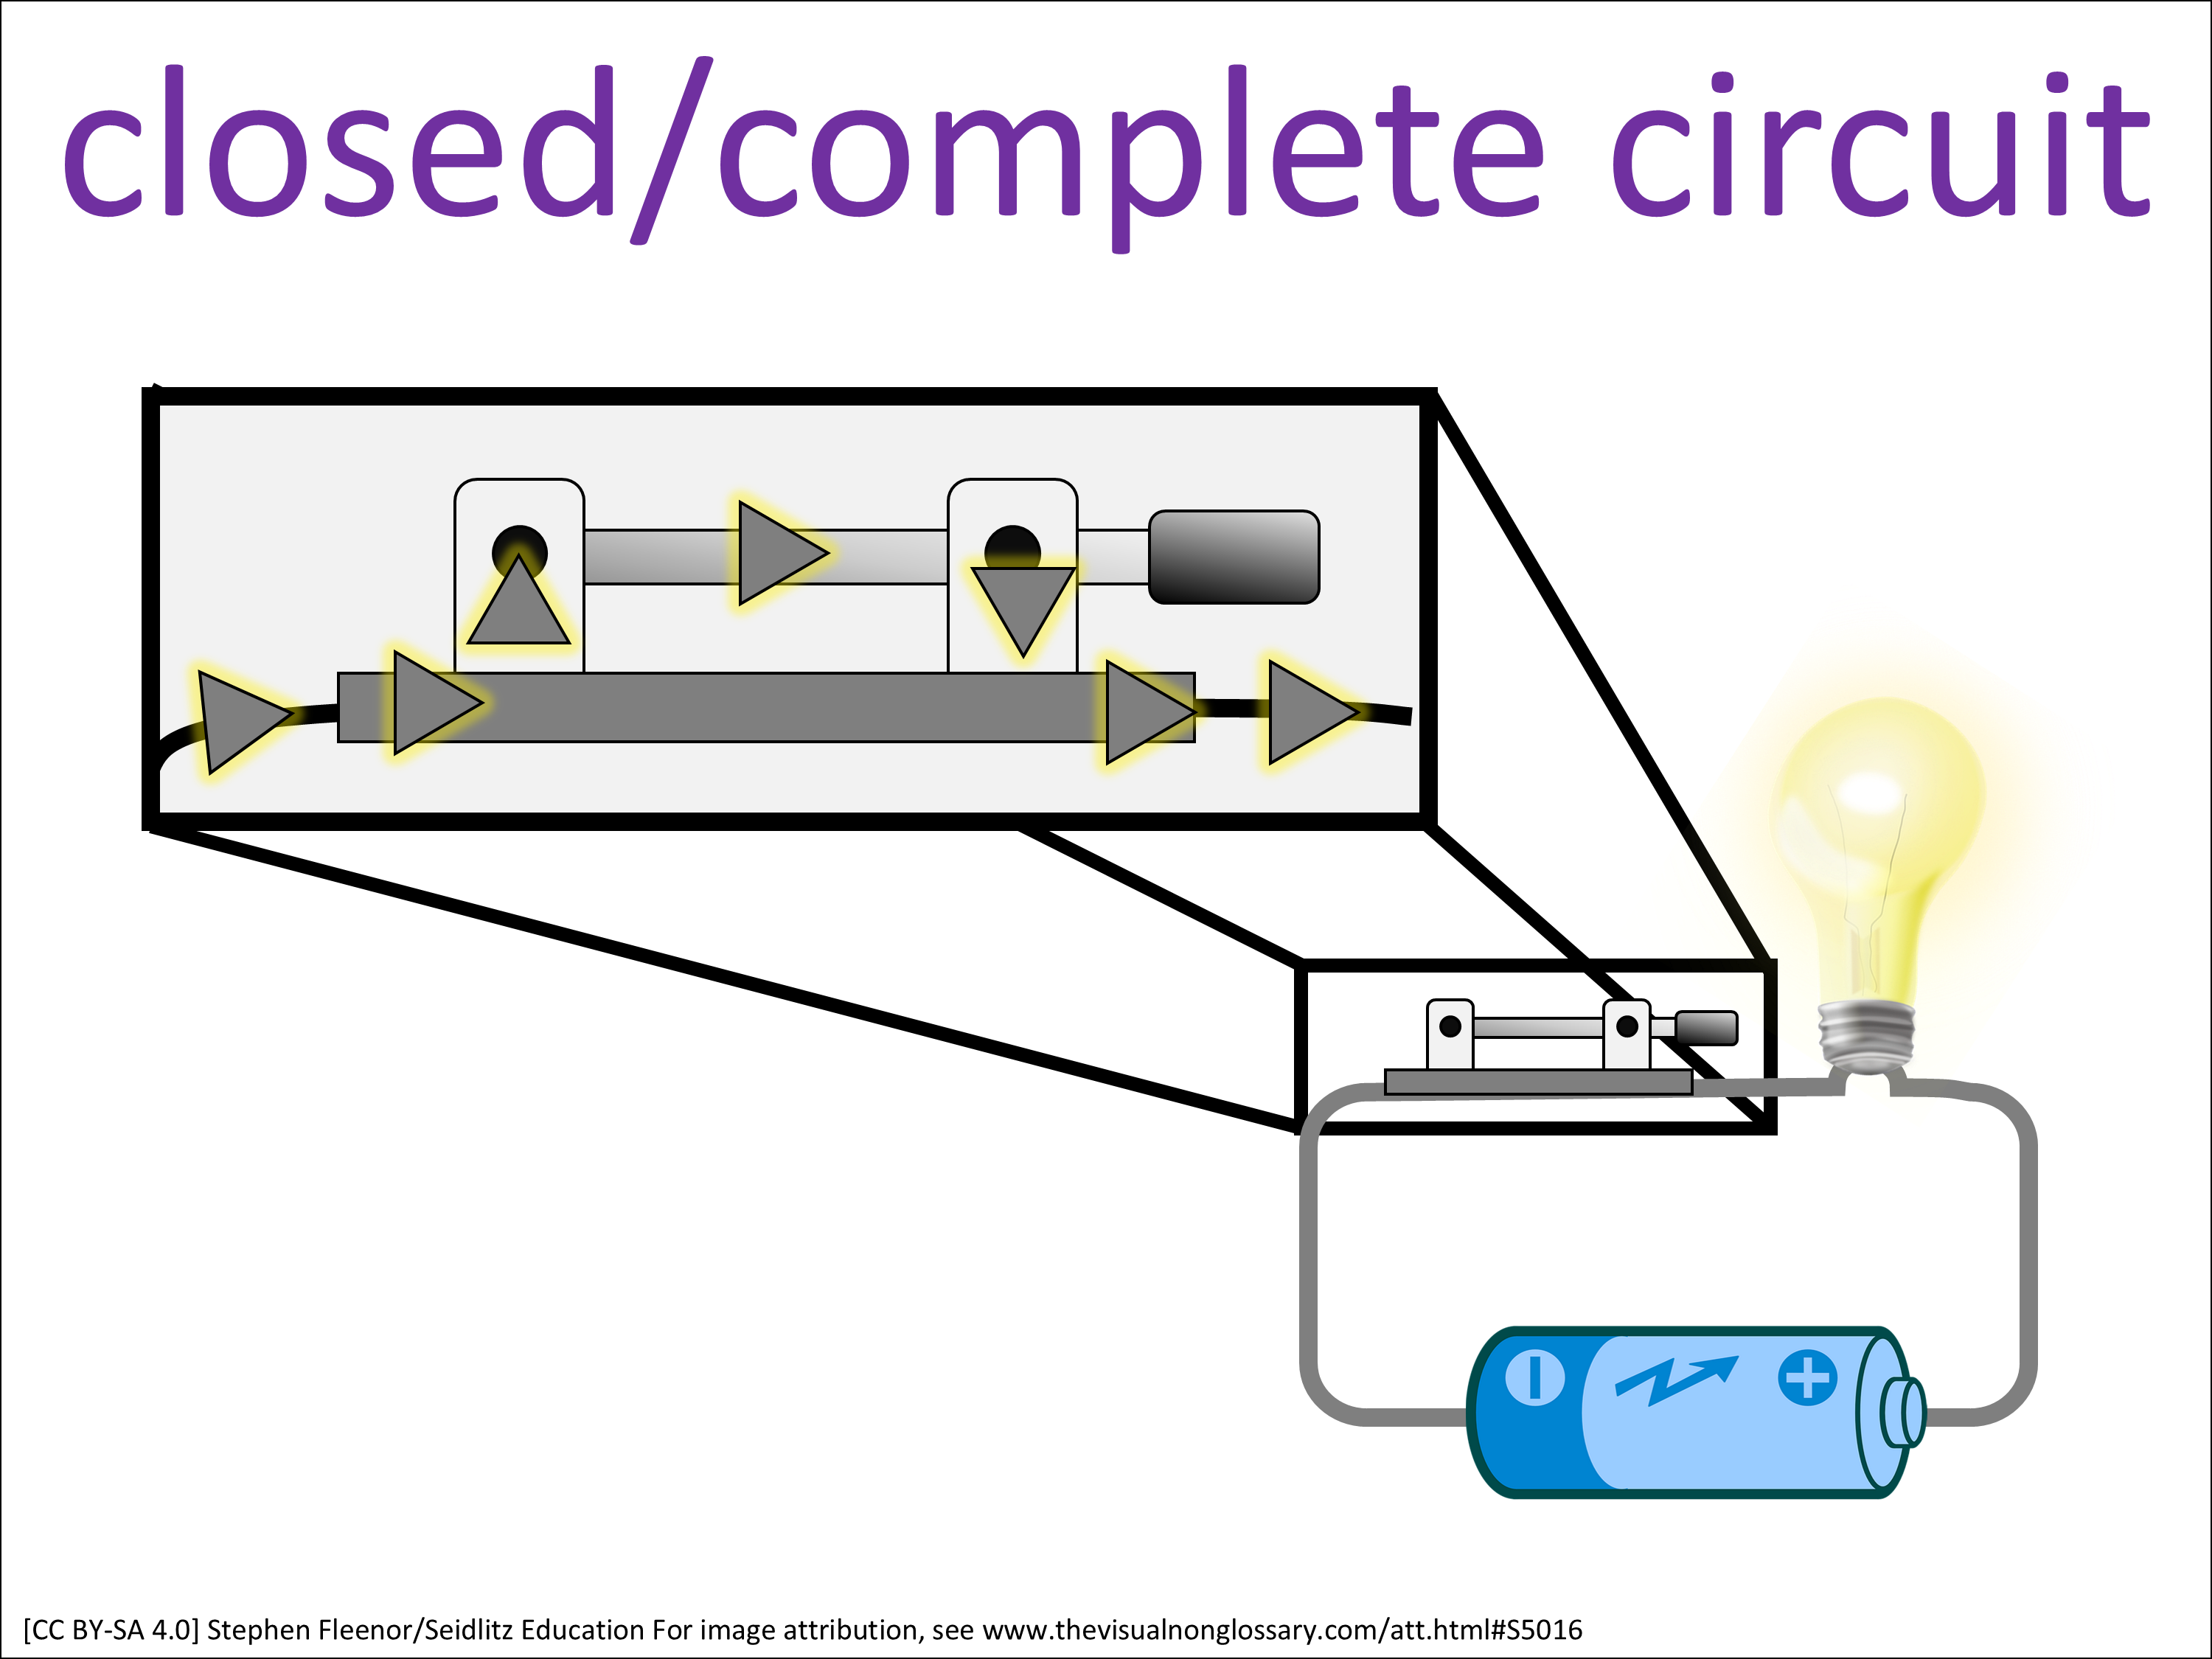 closed/complete circuit
[CC BY-SA 4.0] Stephen Fleenor/Seidlitz Education For image attribution, see www.thevisualnonglossary.com/att.html#S5016